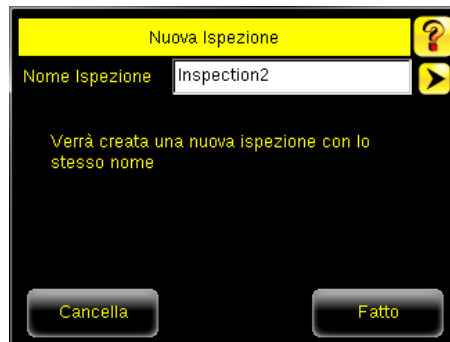 Nuova Ispezione ?
Nome Ispezione Inspection2
Verrà creata una nuova ispezione con lo
stesso nome
Cancella Fatto